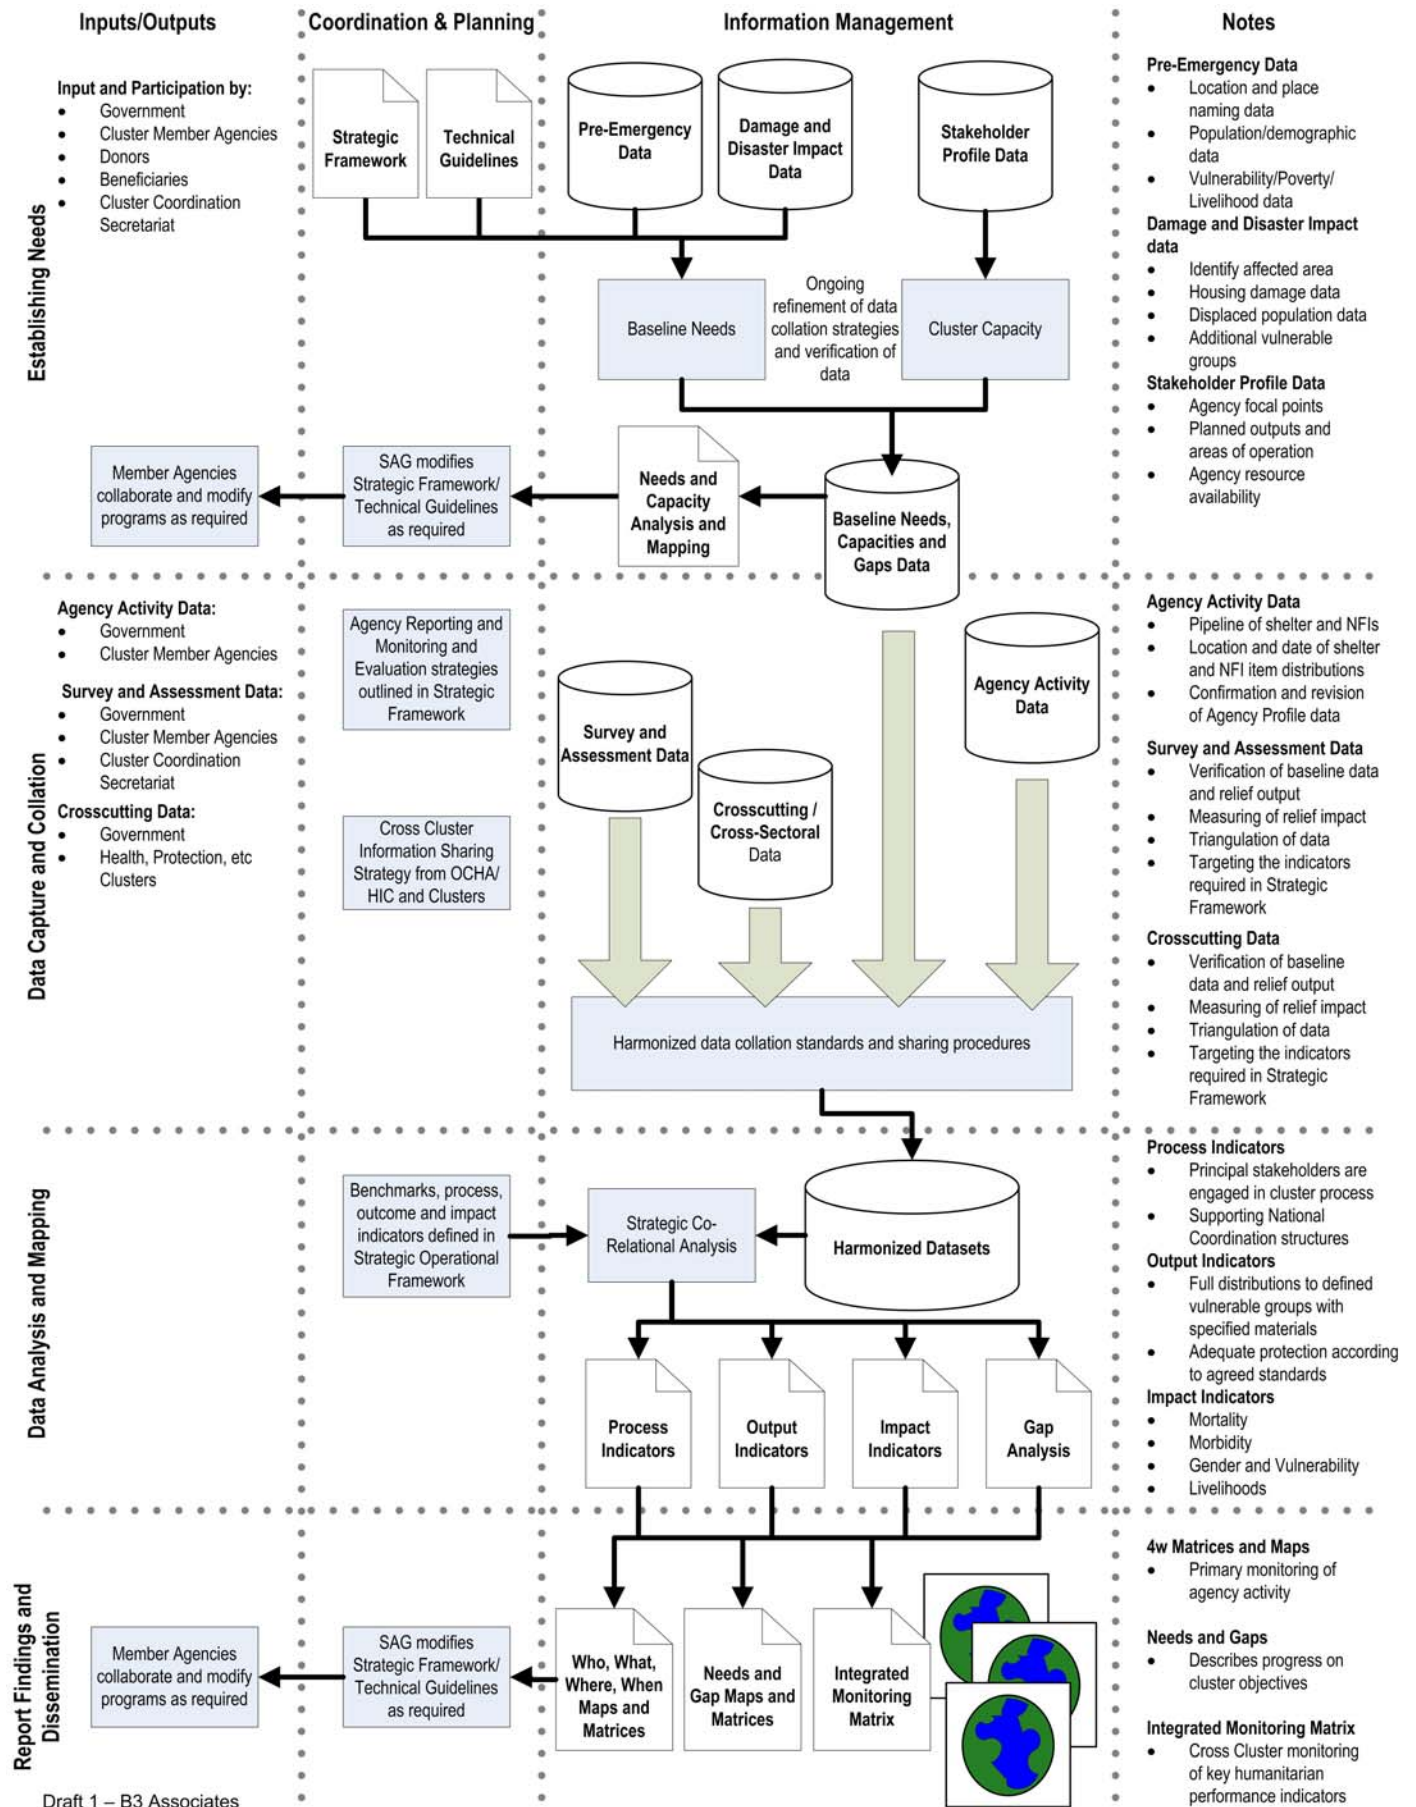 Inputs/Outputs
Coordination & Planning
Information Management
Notes
Establishing Needs
Input and Participation by:
• Government
• Cluster Member Agencies
• Donors
• Beneficiaries
• Cluster Coordination
Secretariat
Strategic
Framework
Technical
Guidelines
Pre-Emergency
Data
Damage and
Disaster Impact
Data
Stakeholder
Profile Data
Baseline Needs
Ongoing
refinement of data
collation strategies
and verification of
data
Cluster Capacity
Member Agencies
collaborate and modify
programs as required
SAG modifies
Strategic Framework/
Technical Guidelines
as required
Needs and
Capacity
Analysis and
Mapping
Baseline Needs,
Capacities and
Gaps Data
Pre-Emergency Data
• Location and place
naming data
• Population/demographic
data
• Vulnerability/Poverty/
Livelihood data
Damage and Disaster Impact
data
• Identify affected area
• Housing damage data
• Displaced population data
• Additional vulnerable
groups
Stakeholder Profile Data
• Agency focal points
• Planned outputs and
areas of operation
• Agency resource
availability
Data Capture and Collation
Agency Activity Data:
• Government
• Cluster Member Agencies
Survey and Assessment Data:
• Government
• Cluster Member Agencies
• Cluster Coordination
Secretariat
Crosscutting Data:
• Government
• Health, Protection, etc
Clusters
Agency Reporting and
Monitoring and
Evaluation strategies
outlined in Strategic
Framework
Cross Cluster
Information Sharing
Strategy from OCHA/
HIC and Clusters
Survey and
Assessment Data
Crosscutting /
Cross-Sectoral
Data
Agency Activity
Data
Harmonized data collation standards and sharing procedures
Agency Activity Data
• Pipeline of shelter and NFIs
• Location and date of shelter
and NFI item distributions
• Confirmation and revision
of Agency Profile data
Survey and Assessment Data
• Verification of baseline data
and relief output
• Measuring of relief impact
• Triangulation of data
• Targeting the indicators
required in Strategic
Framework
Crosscutting Data
• Verification of baseline
data and relief output
• Measuring of relief impact
• Triangulation of data
• Targeting the indicators
required in Strategic
Framework
Data Analysis and Mapping
Benchmarks, process,
outcome and impact
indicators defined in
Strategic Operational
Framework
Strategic Co-
Relational Analysis
Harmonized Datasets
Process
Indicators
Output
Indicators
Impact
Indicators
Gap
Analysis
Process Indicators
• Principal stakeholders are
engaged in cluster process
• Supporting National
Coordination structures
Output Indicators
• Full distributions to defined
vulnerable groups with
specified materials
• Adequate protection according
to agreed standards
Impact Indicators
• Mortality
• Morbidity
• Gender and Vulnerability
• Livelihoods
Report Findings and
Dissemination
Member Agencies
collaborate and modify
programs as required
SAG modifies
Strategic Framework/
Technical Guidelines
as required
Who, What,
Where, When
Maps and
Matrices
Needs and
Gap Maps and
Matrices
Integrated
Monitoring
Matrix
4w Matrices and Maps
• Primary monitoring of
agency activity
Needs and Gaps
• Describes progress on
cluster objectives
Integrated Monitoring Matrix
• Cross Cluster monitoring
of key humanitarian
performance indicators
Draft 1 – B3 Associates